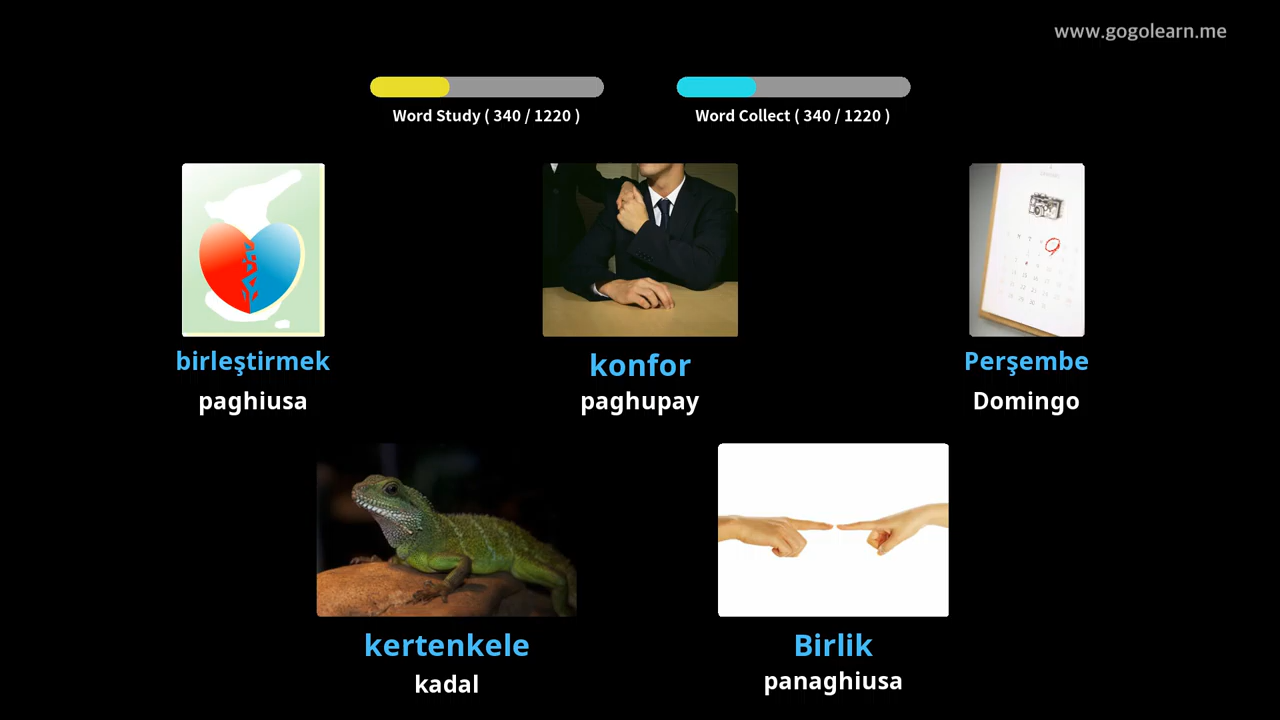 www.gogolearn.me
Word Study ( 340 / 1220 )
Word Collect ( 340 / 1220 )
birleştirmek
paghiusa
konfor
paghupay
Perşembe
Domingo
kertenkele
kadal
Birlik
panaghiusa